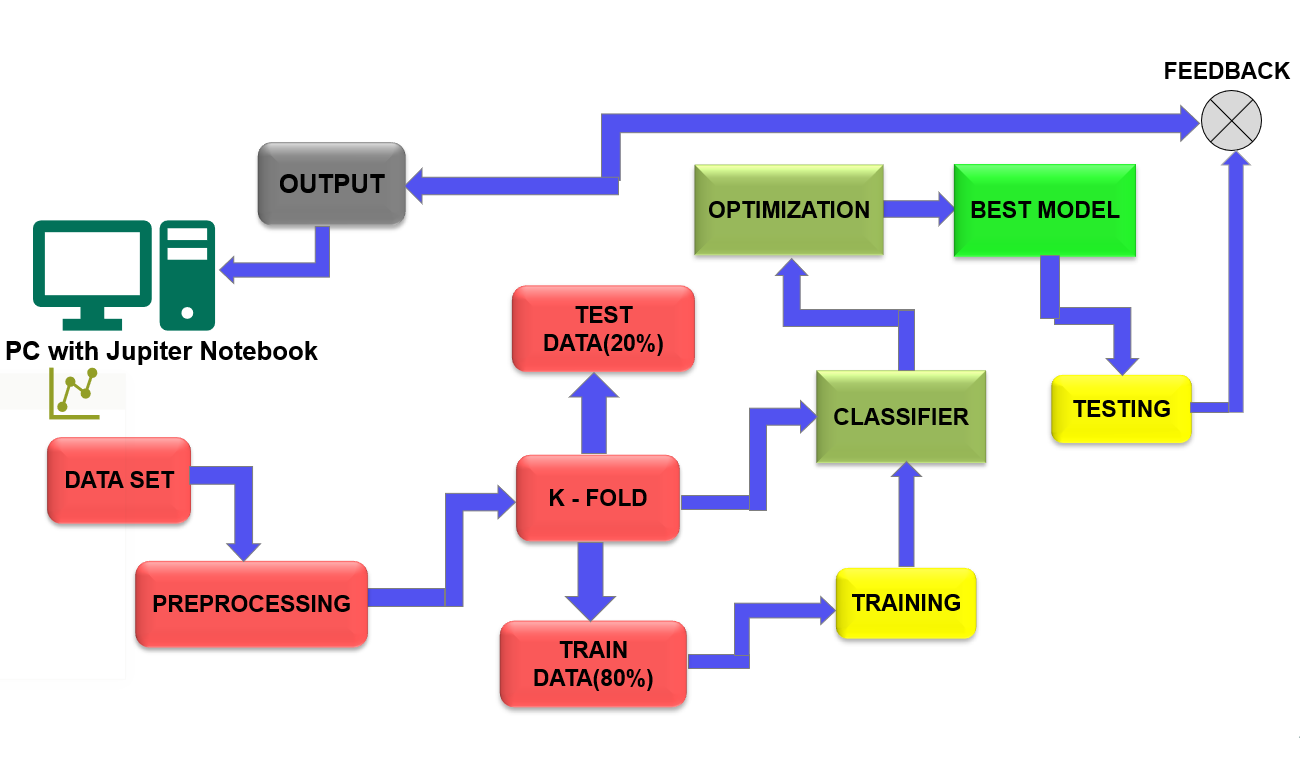 FEEDBACK
OUTPUT
OPTIMIZATION
BEST MODEL
PC with Jupiter Notebook
TEST
DATA(20%)
DATA SET
K - FOLD
CLASSIFIER
TESTING
PREPROCESSING
TRAIN
DATA(80%)
TRAINING